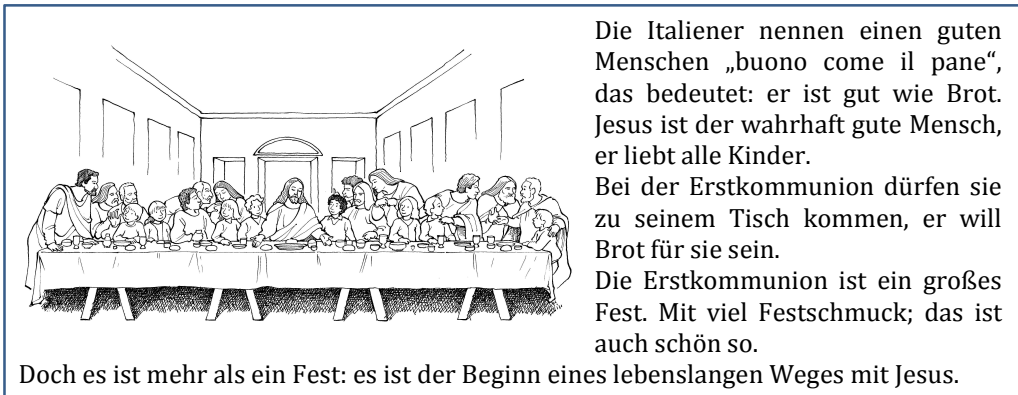 Die Italiener nennen einen guten
Menschen „buono come il pane“,
das bedeutet: er ist gut wie Brot.
Jesus ist der wahrhaft gute Mensch,
er liebt alle Kinder.
Bei der Erstkommunion dürfen sie
zu seinem Tisch kommen, er will
Brot für sie sein.
Die Erstkommunion ist ein großes
Fest. Mit viel Festschmuck; das ist
auch schön so.
Doch es ist mehr als ein Fest: es ist der Beginn eines lebenslangen Weges mit Jesus.